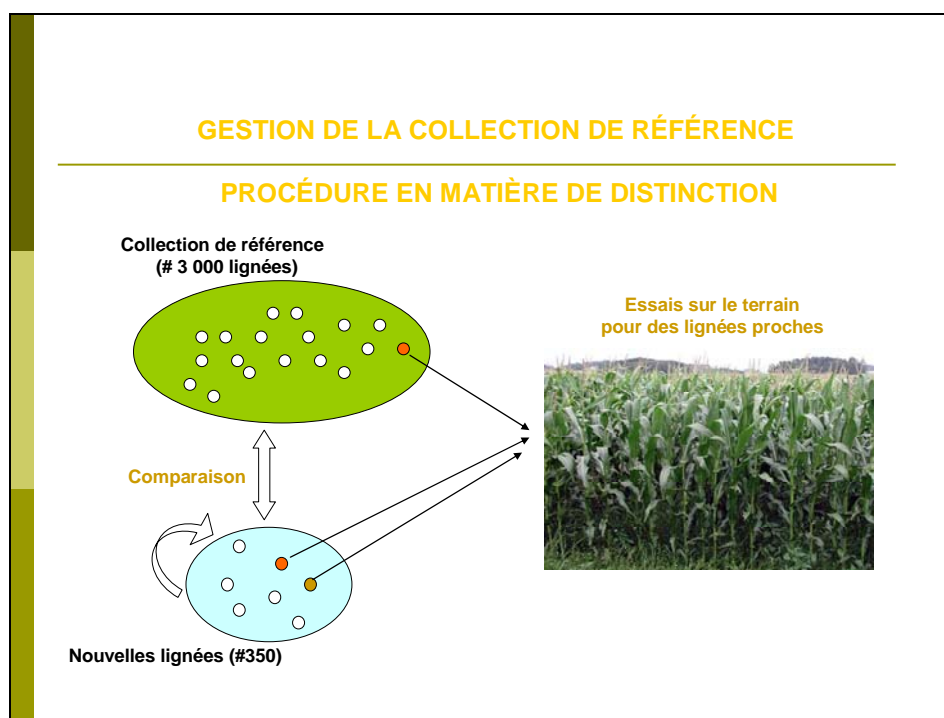 GESTION DE LA COLLECTION DE RÉFÉRENCE
PROCÉDURE EN MATIÈRE DE DISTINCTION
Collection de référence
(# 3 000 lignées)
Essais sur le terrain
pour des lignées proches
Comparaison
Nouvelles lignées (#350)